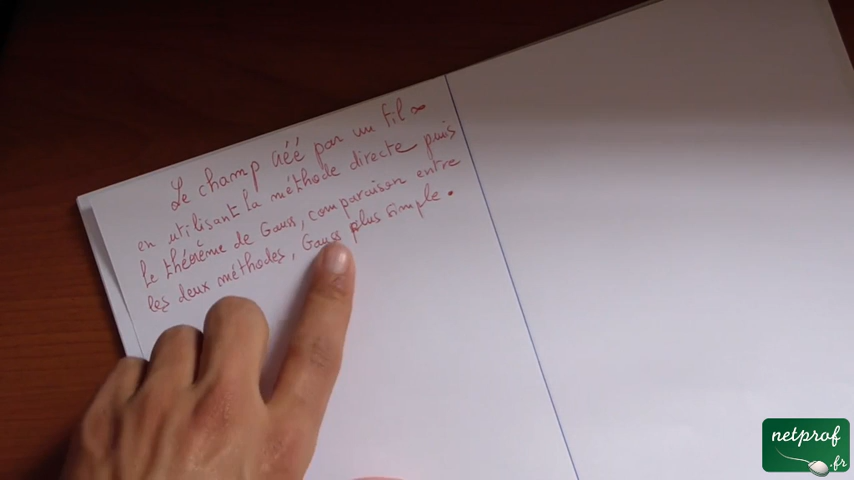 Le champ créé par un fil ∞
en utilisant la méthode directe puis
le théorème de Gauss, comparaison entre
les deux méthodes, Gauss plus simple.
netprof
.fr